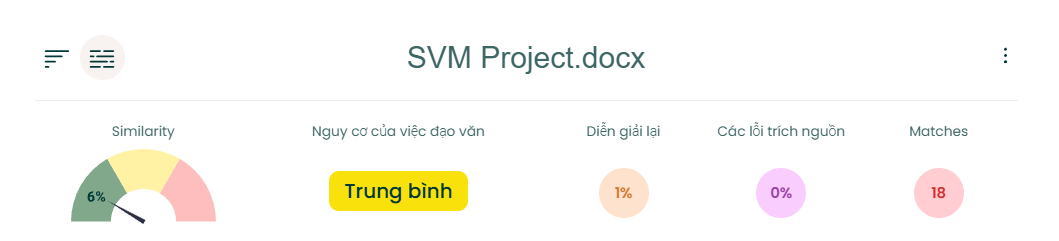 SVM Project.docx
Similarity
Nguy cơ của việc đạo văn
Diễn giải lại
Các lỗi trích nguồn
Matches
6%
Trung bình
1%
0%
18